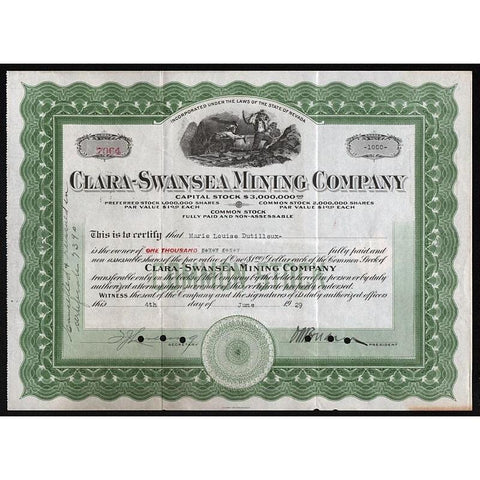 INCORPORATED UNDER THE LAWS OF THE STATE OF NEVADA
7064
-1000-
CLARA-SWANSEA MINING COMPANY
CAPITAL STOCK $3,000,000.00
PREFERRED STOCK 1,000,000 SHARES COMMON STOCK 2,000,000 SHARES
PAR VALUE $1.00 EACH PAR VALUE $1.00 EACH
COMMON STOCK
FULLY PAID AND NON-ASSESSABLE
This is to certify that Marie Louise Dutilleux-
is the owner of ONE THOUSAND fully paid and
non assessable shares of the par value of One ($1.00) Dollar each of the Common Stock of
CLARA-SWANSEA MINING COMPANY
transferable only on the books of the Company by the holder hereof in person or by duly
authorized attorney upon surrender of this certificate properly endorsed.
WITNESS the seal of the Company and the signatures of its duly authorized officers
this 4th day of June 1929
SECRETARY PRESIDENT